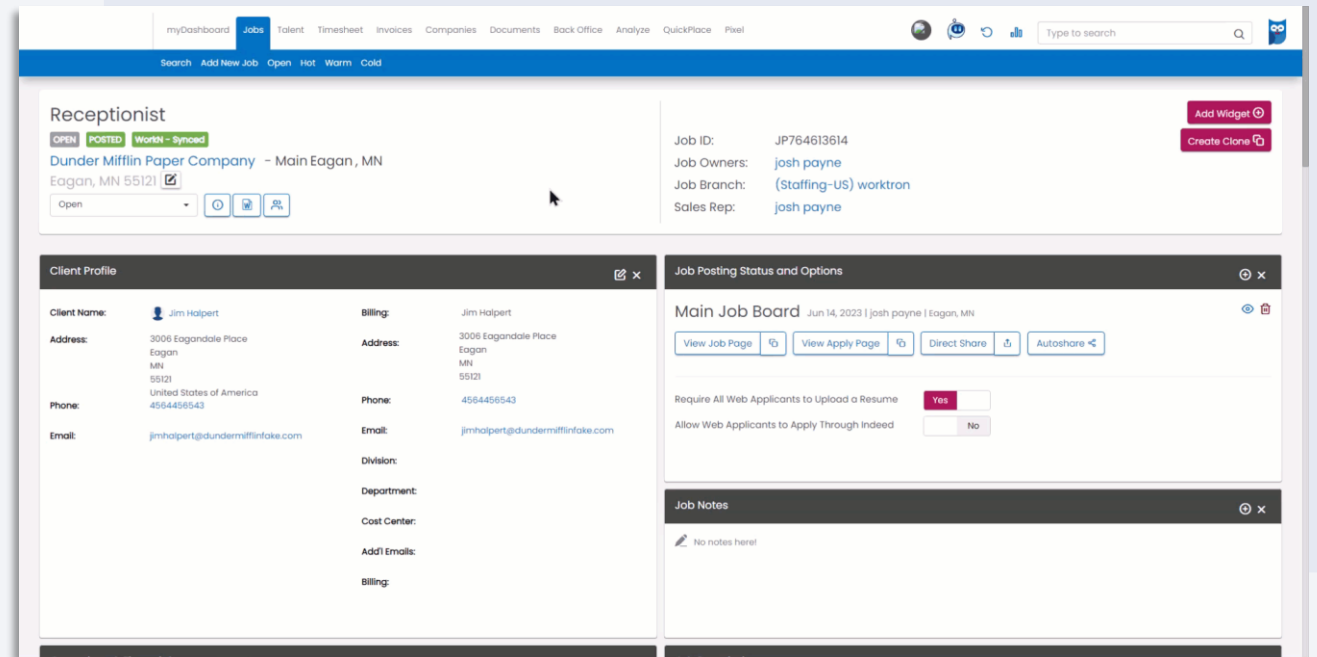 myDashboard Jobs Talent Timesheet Invoices Companies Documents Back Office Analyze QuickPlace Pixel Type to search
Search Add New Job Open Hot Warm Cold
Receptionist
OPEN POSTED WorkN - Synced
Dunder Mifflin Paper Company - Main Eagan, MN
Eagan, MN 55121
Open
Job ID: JP764613614
Job Owners: josh payne
Job Branch: (Staffing-US) worktron
Sales Rep: josh payne
Add Widget
Create Clone
Client Profile
Client Name: Jim Halpert
Address: 3006 Eagandale Place
Eagan
MN
55121
United States of America
Phone: 4564456543
Email: jimhalpert@dundermifflinfake.com
Billing: Jim Halpert
Address: 3006 Eagandale Place
Eagan
MN
55121
Phone: 4564456543
Email: jimhalpert@dundermifflinfake.com
Division:
Department:
Cost Center:
Add'l Emails:
Billing:
Job Posting Status and Options
Main Job Board Jun 14, 2023 | josh payne | Eagan, MN
View Job Page View Apply Page Direct Share Autoshare
Require All Web Applicants to Upload a Resume Yes
Allow Web Applicants to Apply Through Indeed No
Job Notes
No notes here!